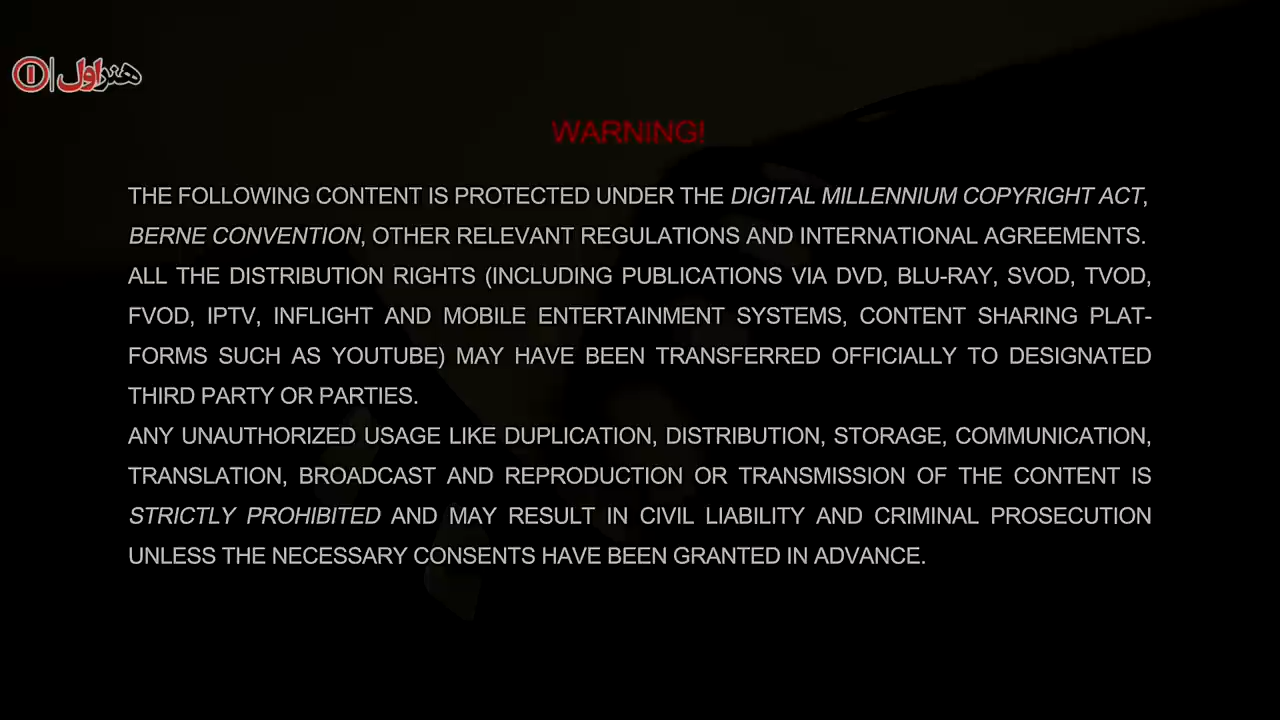 هنر اول
WARNING!
THE FOLLOWING CONTENT IS PROTECTED UNDER THE DIGITAL MILLENNIUM COPYRIGHT ACT,
BERNE CONVENTION, OTHER RELEVANT REGULATIONS AND INTERNATIONAL AGREEMENTS.
ALL THE DISTRIBUTION RIGHTS (INCLUDING PUBLICATIONS VIA DVD, BLU-RAY, SVOD, TVOD,
FVOD, IPTV, INFLIGHT AND MOBILE ENTERTAINMENT SYSTEMS, CONTENT SHARING PLAT-
FORMS SUCH AS YOUTUBE) MAY HAVE BEEN TRANSFERRED OFFICIALLY TO DESIGNATED
THIRD PARTY OR PARTIES.
ANY UNAUTHORIZED USAGE LIKE DUPLICATION, DISTRIBUTION, STORAGE, COMMUNICATION,
TRANSLATION, BROADCAST AND REPRODUCTION OR TRANSMISSION OF THE CONTENT IS
STRICTLY PROHIBITED AND MAY RESULT IN CIVIL LIABILITY AND CRIMINAL PROSECUTION
UNLESS THE NECESSARY CONSENTS HAVE BEEN GRANTED IN ADVANCE.